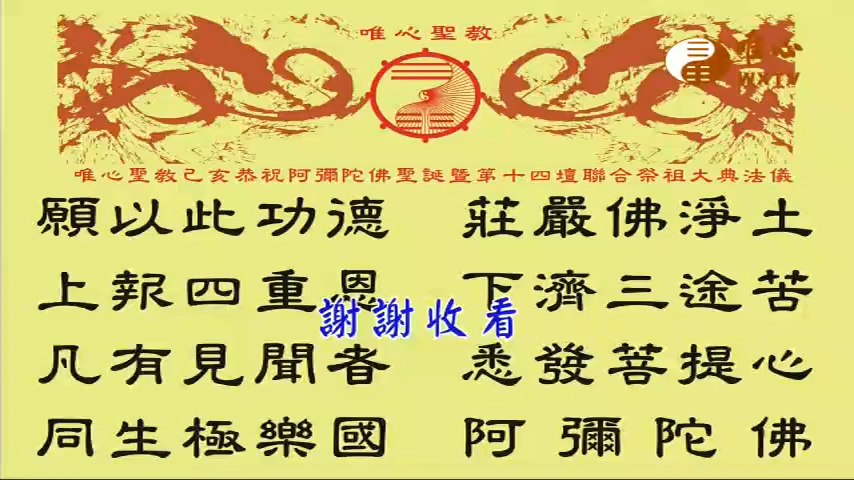 唯心聖教
唯心
WXTV
唯心聖教己亥恭祝阿彌陀佛聖誕暨第十四壇聯合祭祖大典法儀
願以此功德 莊嚴佛淨土
上報四重恩 下濟三途苦
謝謝收看
凡有見聞者 悉發菩提心
同生極樂國 阿彌陀佛